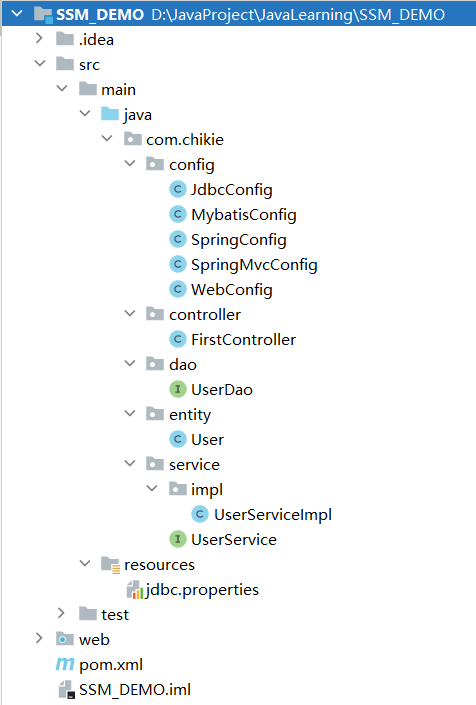 SSM_DEMO D:\JavaProject\JavaLearning\SSM_DEMO
.idea
src
main
java
com.chikie
config
JdbcConfig
MybatisConfig
SpringConfig
SpringMvcConfig
WebConfig
controller
FirstController
dao
UserDao
entity
User
service
impl
UserServiceImpl
UserService
resources
jdbc.properties
test
web
pom.xml
SSM_DEMO.iml